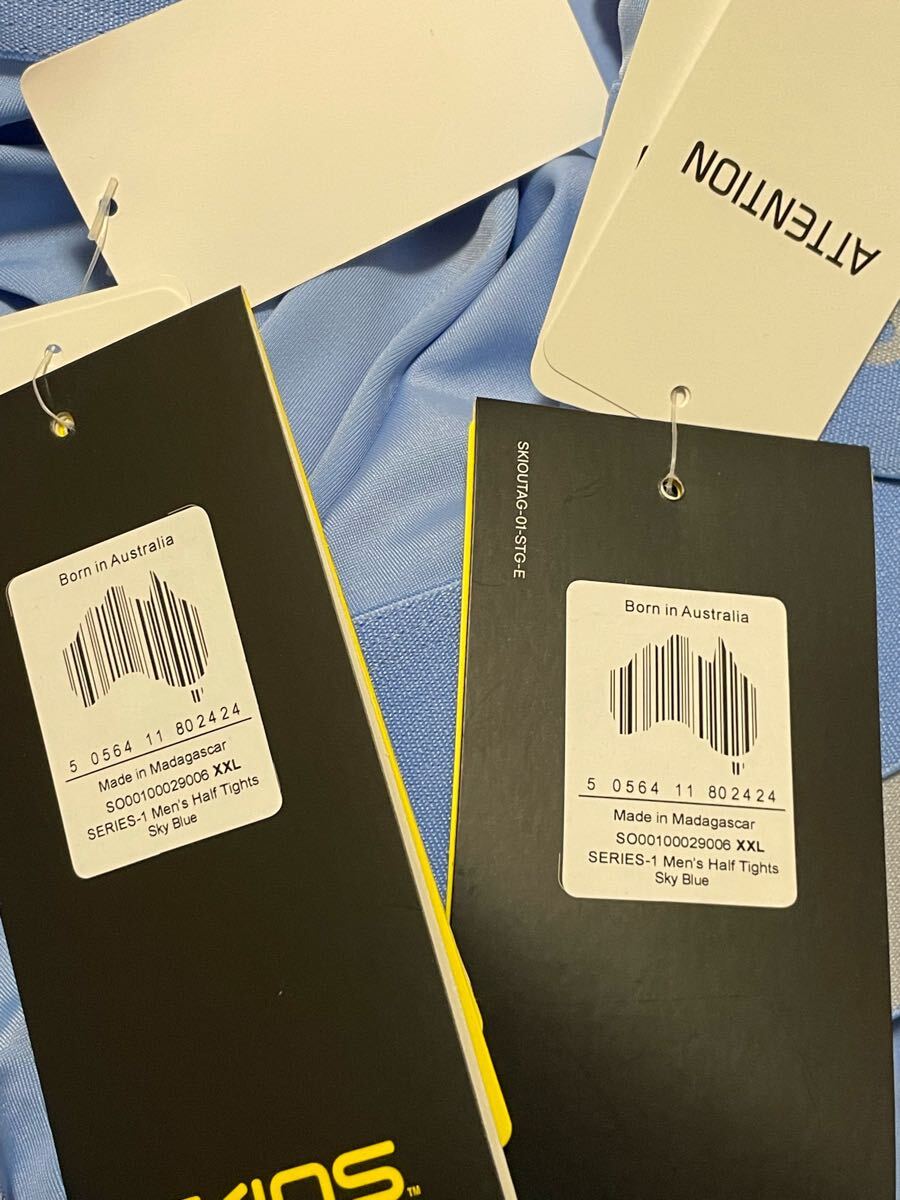 ATTENTION
Born in Australia
5 0564 11 802424
Made in Madagascar
SO00100029006 XXL
SERIES-1 Men's Half Tights
Sky Blue
SKIOUTAG-01-STG-E
Born in Australia
5 0564 11 802424
Made in Madagascar
SO00100029006 XXL
SERIES-1 Men's Half Tights
Sky Blue
TM